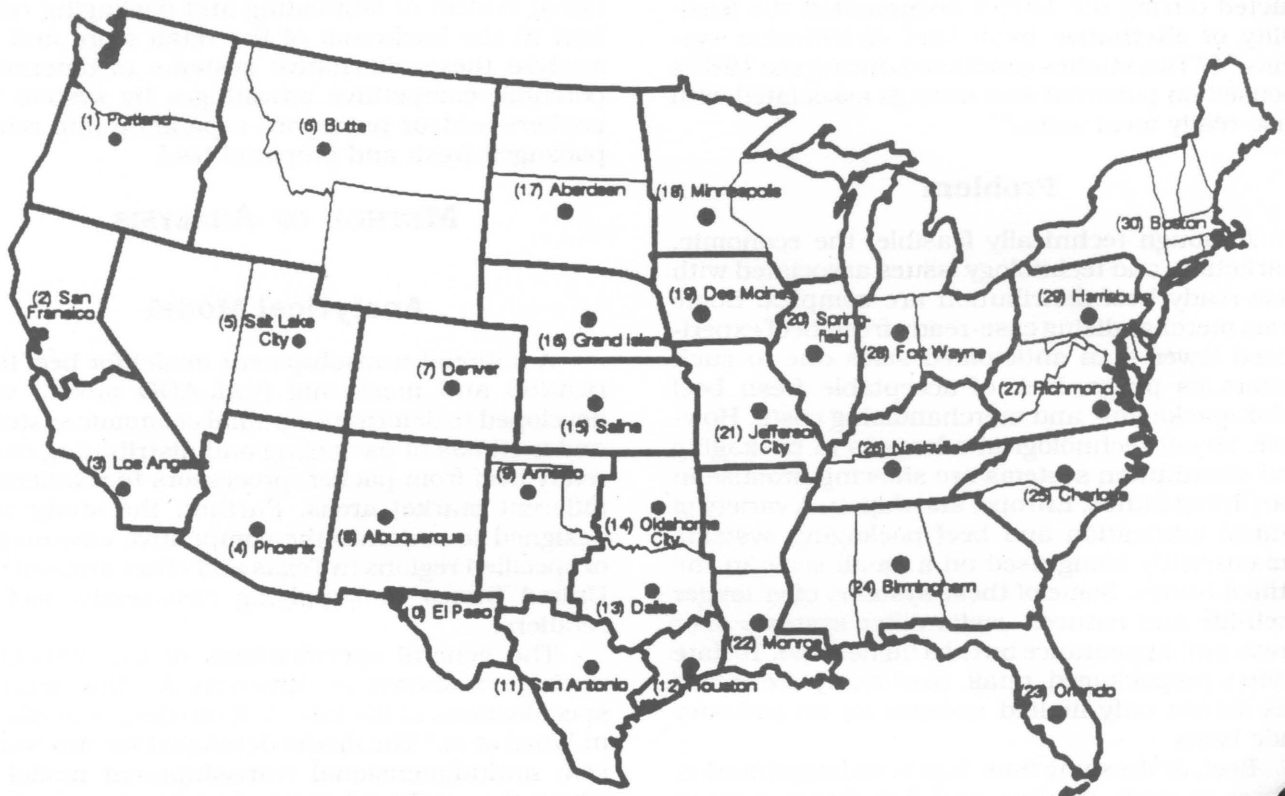 (1) Portland
(6) Butte
(17) Aberdeen
(18) Minneapolis
(30) Boston
(2) San
Fransico
(5) Salt Lake
City
(16) Grand Island
(19) Des Moines
(20) Spring-
field
(29) Harrisburg
(28) Fort Wayne
(7) Denver
(27) Richmond
(15) Salina
(21) Jefferson
City
(26) Nashville
(3) Los Angeles
(25) Charlotte
(4) Phoenix
Albuquerque
Amarillo
(14) Oklahoma
City
(24) Birmingham
(10) El Paso
(13) Dallas
(22) Monroe
(11) San Antonio
(12) Houston
(23) Orlando